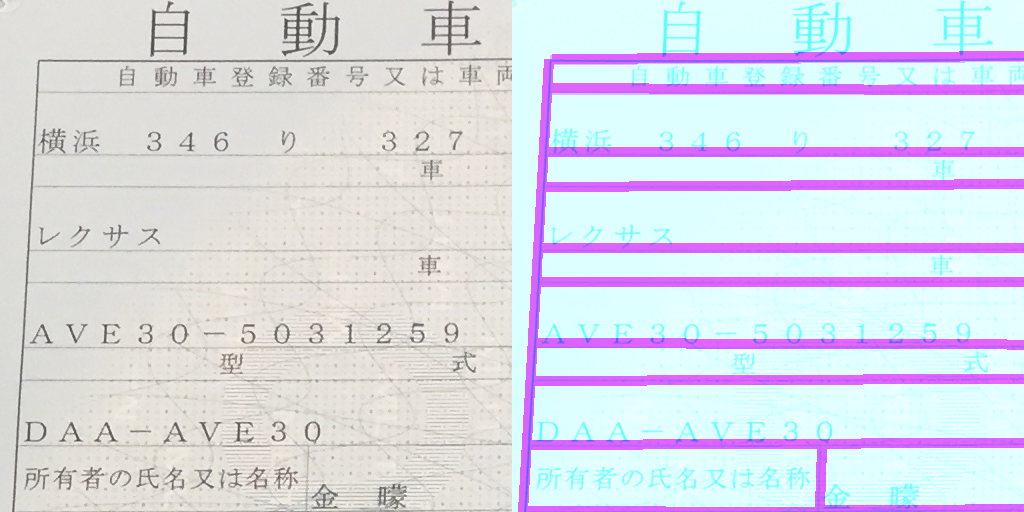 自動車
自動車登録番号又は車両
横浜 346 り 327
車
レクサス
車
AVE30-5031259
型 式
DAA-AVE30
所有者の氏名又は名称
金 曚
自動車
自動車登録番号又は車両
横浜 346 り 327
車
レクサス
車
AVE30-5031259
型 式
DAA-AVE30
所有者の氏名又は名称
金 曚